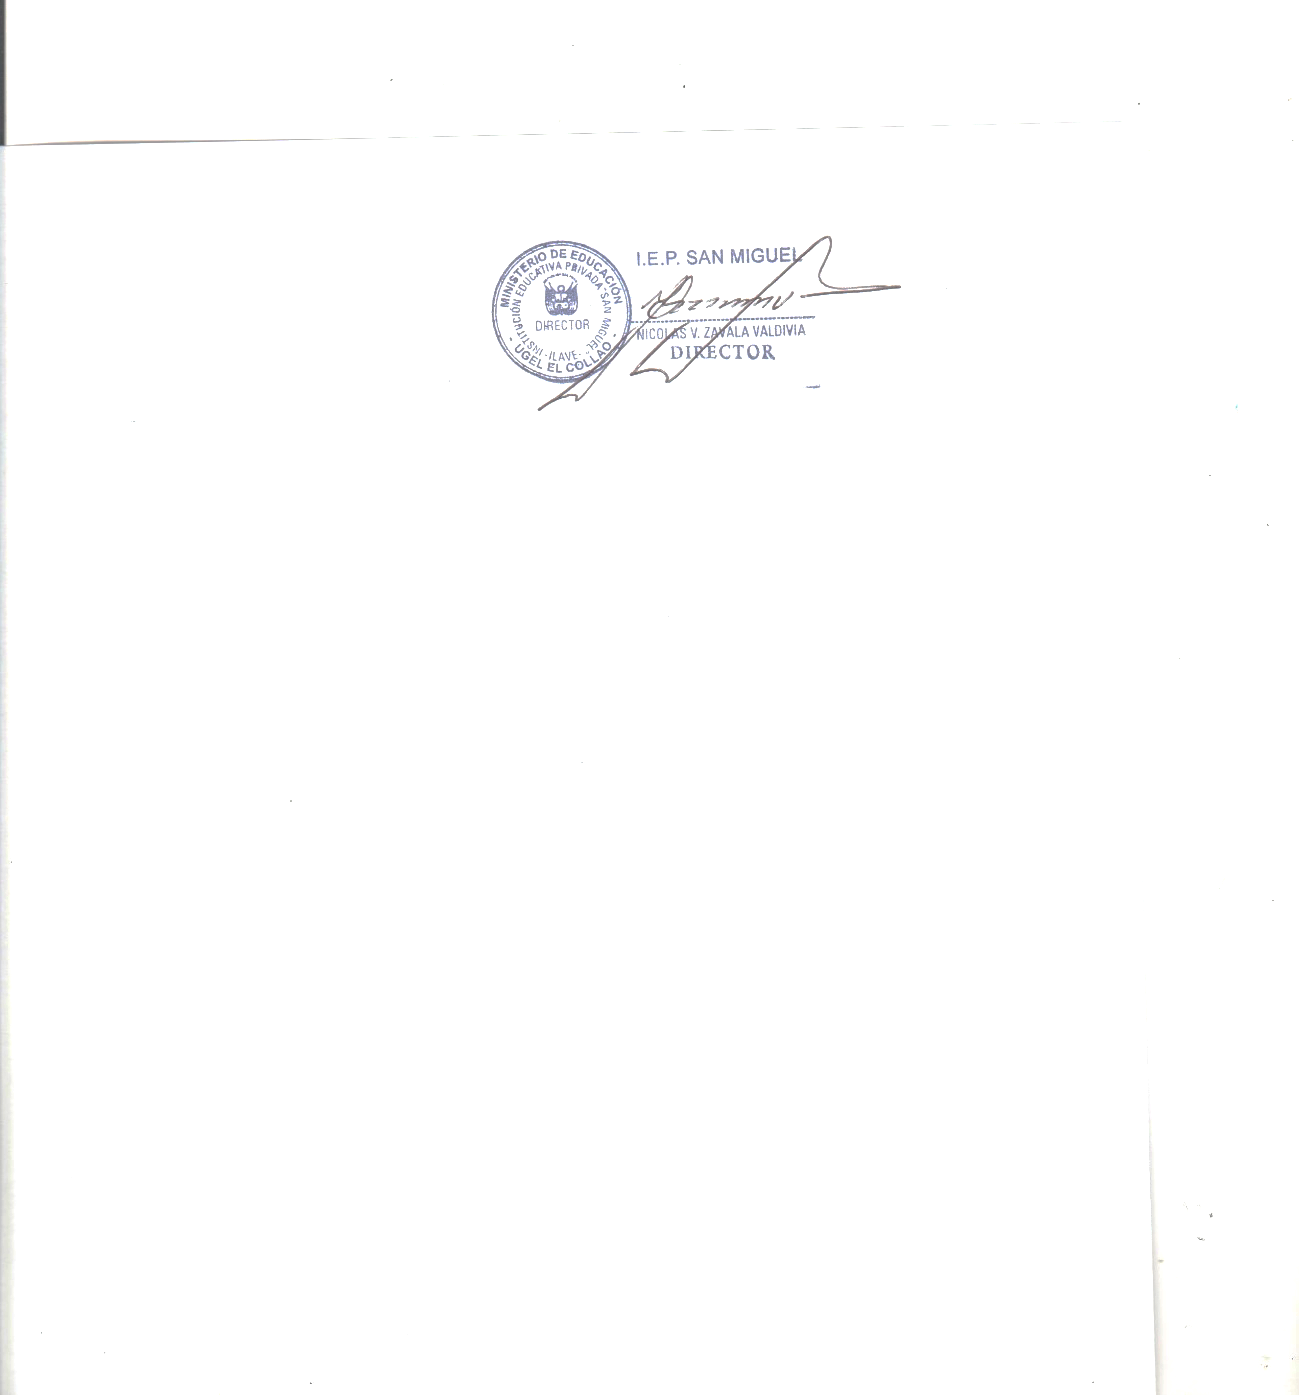 MINISTERIO DE EDUCACIÓN
INSTITUCIÓN EDUCATIVA PRIVADA "SAN MIGUEL"
DIRECTOR
-ILAVE-
· UGEL EL COLLAO ·
I.E.P. SAN MIGUEL
NICOLAS V. ZAVALA VALDIVIA
DIRECTOR